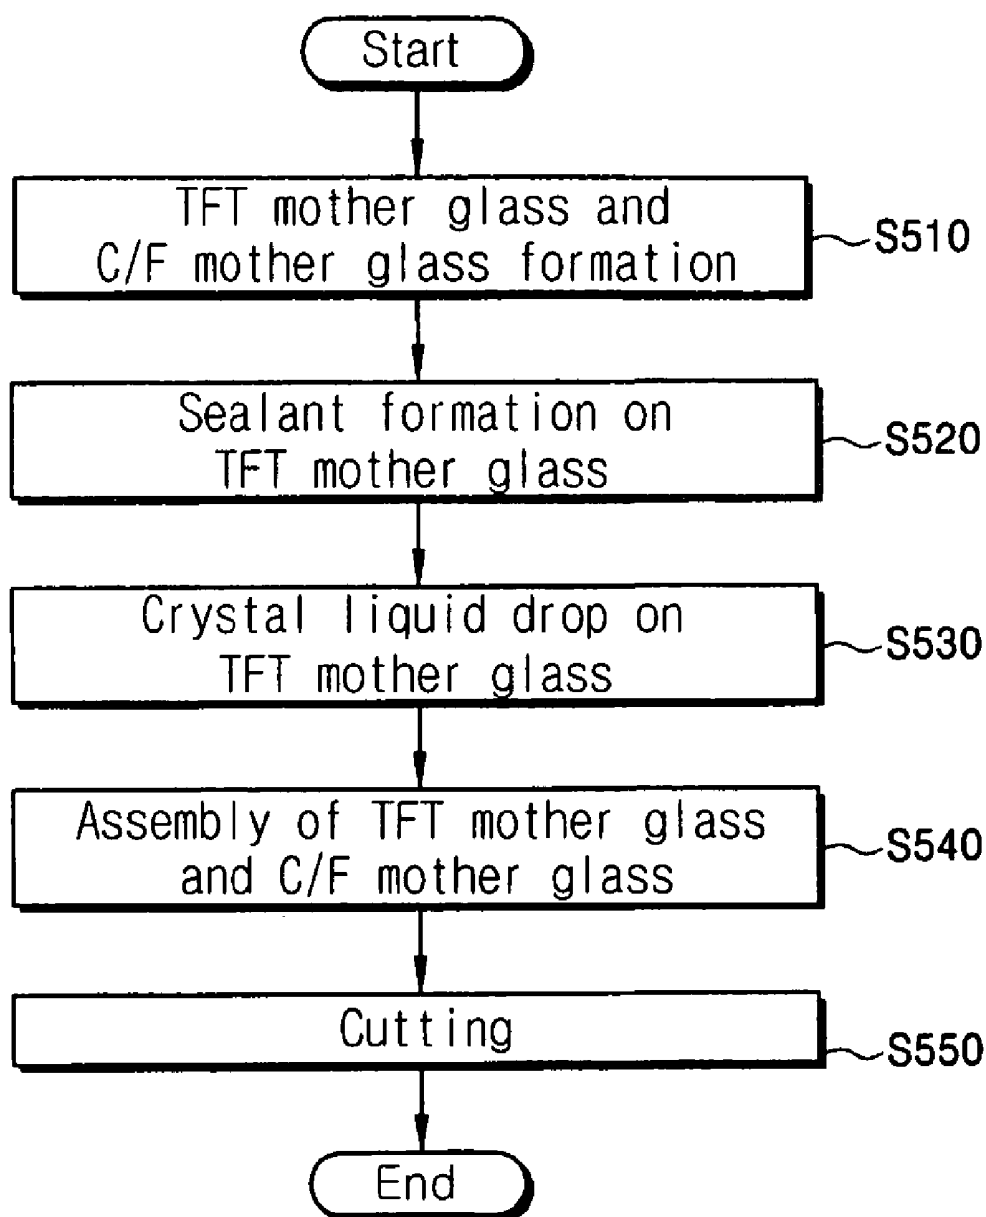 Start
TFT mother glass and
C/F mother glass formation
S510
Sealant formation on
TFT mother glass
S520
Crystal liquid drop on
TFT mother glass
S530
Assembly of TFT mother glass
and C/F mother glass
S540
Cutting
S550
End